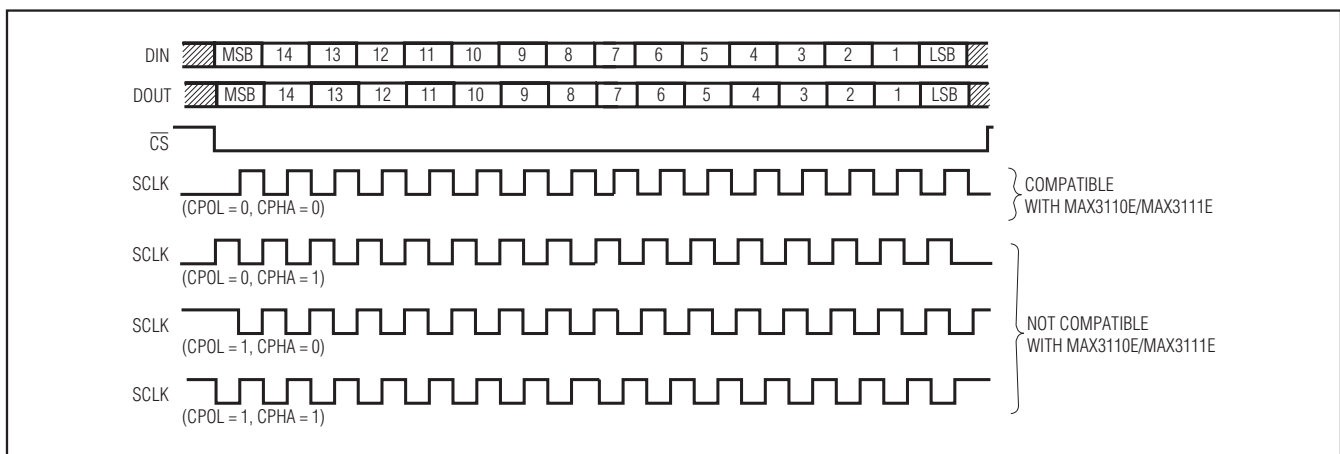 DIN MSB 14 13 12 11 10 9 8 7 6 5 4 3 2 1 LSB
DOUT MSB 14 13 12 11 10 9 8 7 6 5 4 3 2 1 LSB
CS
SCLK
(CPOL = 0, CPHA = 0)
COMPATIBLE
WITH MAX3110E/MAX3111E
SCLK
(CPOL = 0, CPHA = 1)
SCLK
(CPOL = 1, CPHA = 0)
NOT COMPATIBLE
WITH MAX3110E/MAX3111E
SCLK
(CPOL = 1, CPHA = 1)